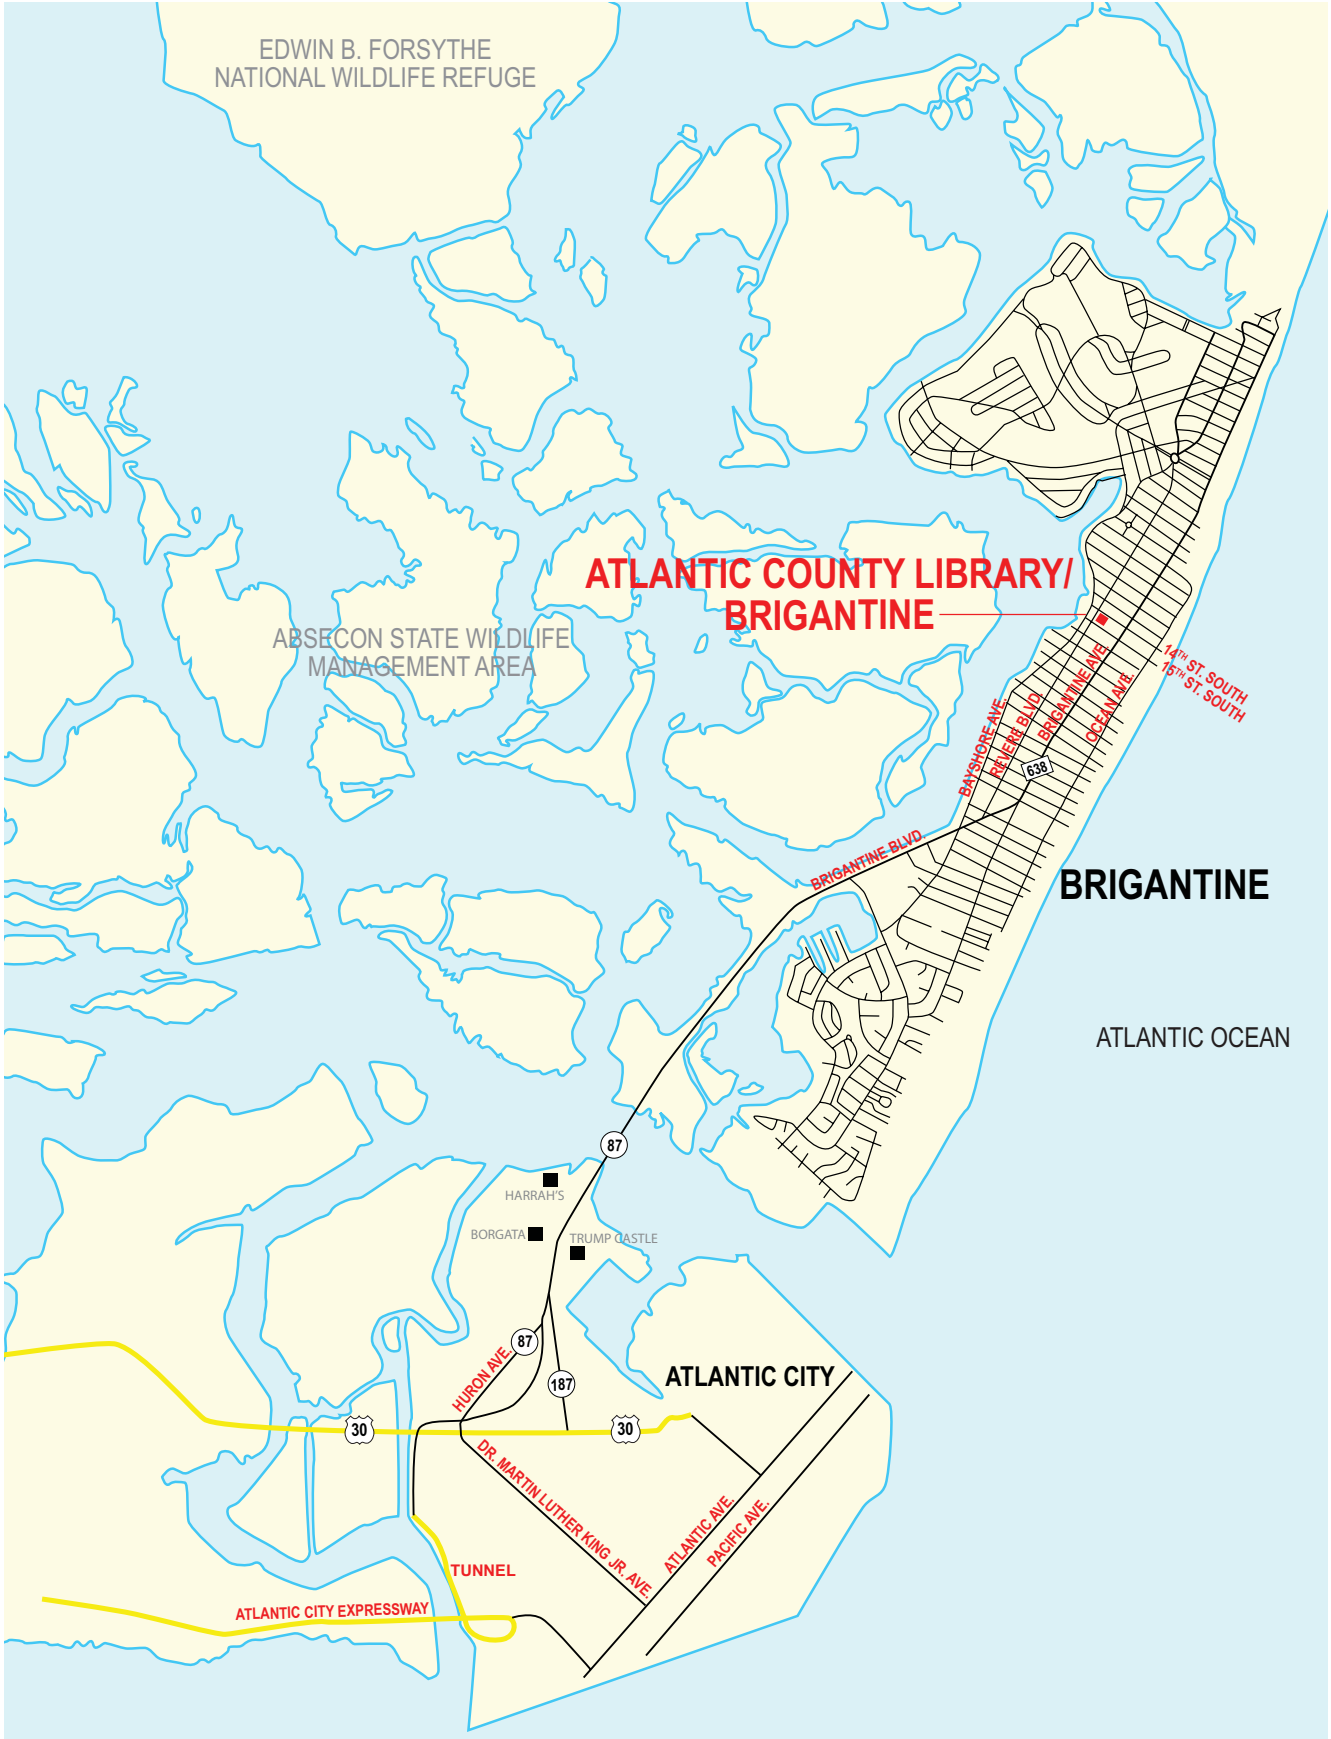 EDWIN B. FORSYTHE
NATIONAL WILDLIFE REFUGE
ATLANTIC COUNTY LIBRARY/
BRIGANTINE
ABSECON STATE WILDLIFE
MANAGEMENT AREA
14TH ST. SOUTH
15TH ST. SOUTH
BAYSHORE AVE.
REVERE BLVD.
BRIGANTINE AVE.
OCEAN AVE.
638
BRIGANTINE BLVD.
BRIGANTINE
ATLANTIC OCEAN
87
HARRAH'S
BORGATA
TRUMP CASTLE
87
HURON AVE.
187
ATLANTIC CITY
30
30
DR. MARTIN LUTHER KING JR. AVE.
ATLANTIC AVE.
PACIFIC AVE.
TUNNEL
ATLANTIC CITY EXPRESSWAY